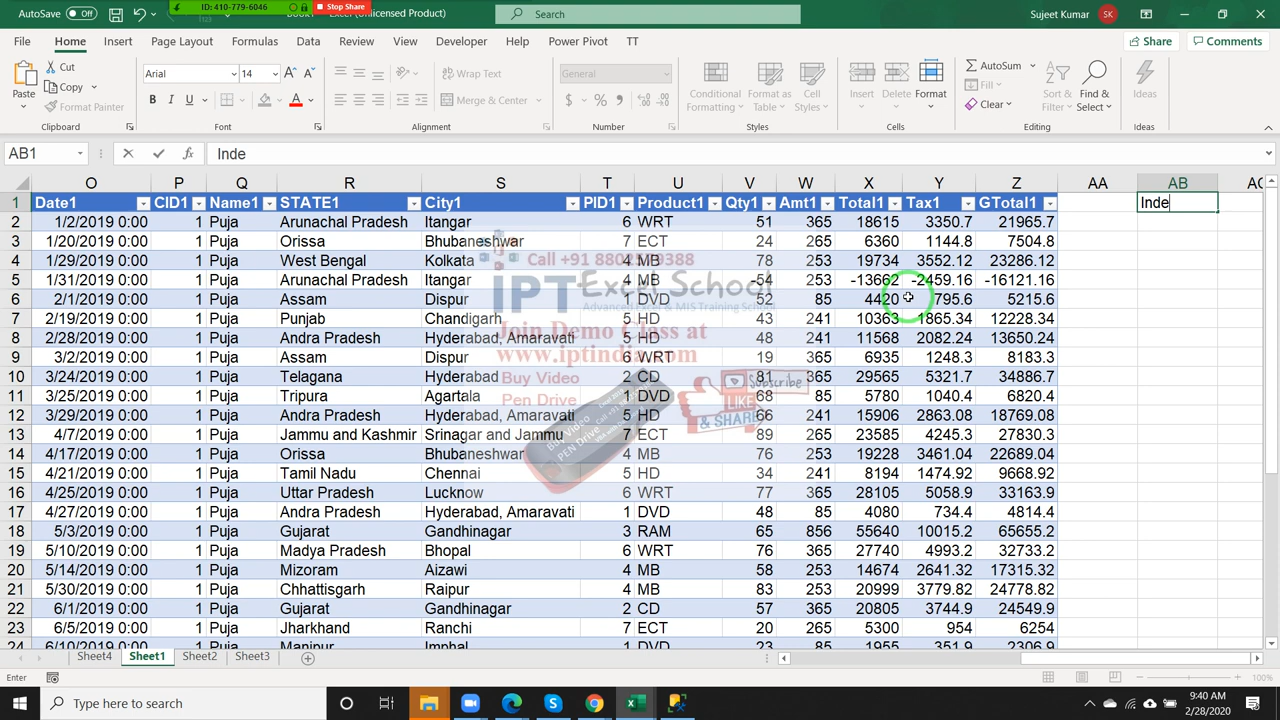 ID: 410-779-6046 Stop Share
AutoSave Off Excel (Unlicensed Product) Search Sujeet Kumar SK
File Home Insert Page Layout Formulas Data Review View Developer Help Power Pivot TT Share Comments
Paste Cut Copy Format Painter Clipboard
Arial 14 B I U Font
Wrap Text Merge & Center Alignment
General Number
Conditional Formatting Format as Table Cell Styles Styles
Insert Delete Format Cells
AutoSum Fill Clear Sort & Filter Find & Select Editing
Ideas Ideas
AB1 Inde
O P Q R S T U V W X Y Z AA AB AC
1 Date1 CID1 Name1 STATE1 City1 PID1 Product1 Qty1 Amt1 Total1 Tax1 GTotal1 Inde
2 1/2/2019 0:00 1 Puja Arunachal Pradesh Itangar 6 WRT 51 365 18615 3350.7 21965.7
3 1/20/2019 0:00 1 Puja Orissa Bhubaneshwar 7 ECT 24 265 6360 1144.8 7504.8
4 1/29/2019 0:00 1 Puja West Bengal Kolkata 4 MB 78 253 19734 3552.12 23286.12
5 1/31/2019 0:00 1 Puja Arunachal Pradesh Itangar 4 MB -54 253 -13662 -2459.16 -16121.16
6 2/1/2019 0:00 1 Puja Assam Dispur 1 DVD 52 85 4420 795.6 5215.6
7 2/19/2019 0:00 1 Puja Punjab Chandigarh 5 HD 43 241 10363 1865.34 12228.34
8 2/28/2019 0:00 1 Puja Andra Pradesh Hyderabad, Amaravati 5 HD 48 241 11568 2082.24 13650.24
9 3/2/2019 0:00 1 Puja Assam Dispur 6 WRT 19 365 6935 1248.3 8183.3
10 3/24/2019 0:00 1 Puja Telagana Hyderabad 2 CD 81 365 29565 5321.7 34886.7
11 3/25/2019 0:00 1 Puja Tripura Agartala 1 DVD 68 85 5780 1040.4 6820.4
12 3/29/2019 0:00 1 Puja Andra Pradesh Hyderabad, Amaravati 5 HD 66 241 15906 2863.08 18769.08
13 4/7/2019 0:00 1 Puja Jammu and Kashmir Srinagar and Jammu 7 ECT 89 265 23585 4245.3 27830.3
14 4/17/2019 0:00 1 Puja Orissa Bhubaneshwar 4 MB 76 253 19228 3461.04 22689.04
15 4/21/2019 0:00 1 Puja Tamil Nadu Chennai 5 HD 34 241 8194 1474.92 9668.92
16 4/25/2019 0:00 1 Puja Uttar Pradesh Lucknow 6 WRT 77 365 28105 5058.9 33163.9
17 4/27/2019 0:00 1 Puja Andra Pradesh Hyderabad, Amaravati 1 DVD 48 85 4080 734.4 4814.4
18 5/3/2019 0:00 1 Puja Gujarat Gandhinagar 3 RAM 65 856 55640 10015.2 65655.2
19 5/10/2019 0:00 1 Puja Madya Pradesh Bhopal 6 WRT 76 365 27740 4993.2 32733.2
20 5/14/2019 0:00 1 Puja Mizoram Aizawi 4 MB 58 253 14674 2641.32 17315.32
21 5/30/2019 0:00 1 Puja Chhattisgarh Raipur 4 MB 83 253 20999 3779.82 24778.82
22 6/1/2019 0:00 1 Puja Gujarat Gandhinagar 2 CD 57 365 20805 3744.9 24549.9
23 6/5/2019 0:00 1 Puja Jharkhand Ranchi 7 ECT 20 265 5300 954 6254
24 6/10/2019 0:00 1 Puja Manipur Imphal 1 DVD 23 85 1955 351.9 2306.9
IPT Excel School
Join Demo Class at
www.iptindia.com
Buy Video
Pen Drive
Subscribe
LIKE
& SHARE
Sheet4 Sheet1 Sheet2 Sheet3
Enter 100%
Type here to search
9:40 AM
2/28/2020